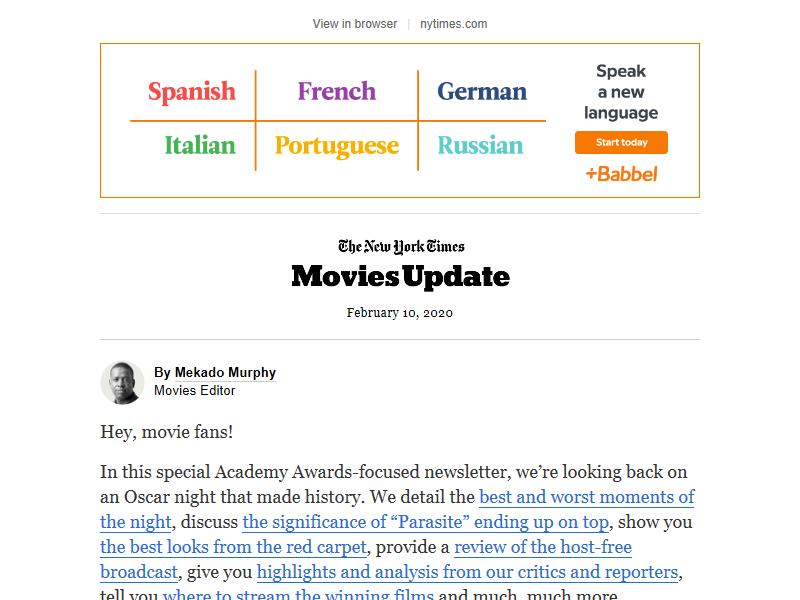 View in browser | nytimes.com
Spanish French German
Italian Portuguese Russian
Speak
a new
language
Start today
+Babbel
The New York Times
Movies Update
February 10, 2020
By Mekado Murphy
Movies Editor
Hey, movie fans!
In this special Academy Awards-focused newsletter, we’re looking back on
an Oscar night that made history. We detail the best and worst moments of
the night, discuss the significance of “Parasite” ending up on top, show you
the best looks from the red carpet, provide a review of the host-free
broadcast, give you highlights and analysis from our critics and reporters,
tell you where to stream the winning films and much, much more.